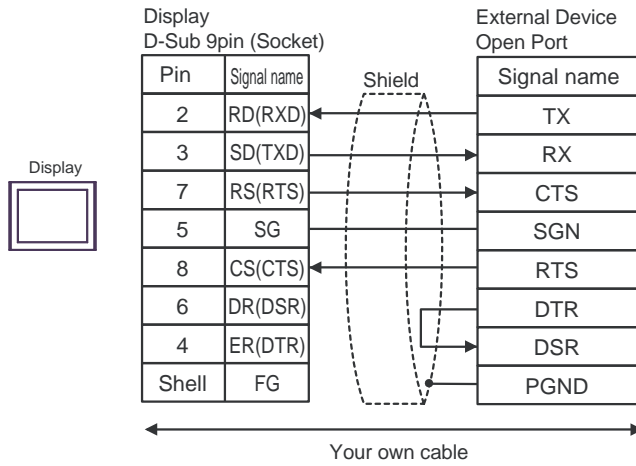 Display
D-Sub 9pin (Socket)
External Device
Open Port
Pin Signal name Shield Signal name
2 RD(RXD) TX
3 SD(TXD) RX
Display
7 RS(RTS) CTS
5 SG SGN
8 CS(CTS) RTS
6 DR(DSR) DTR
4 ER(DTR) DSR
Shell FG PGND
Your own cable